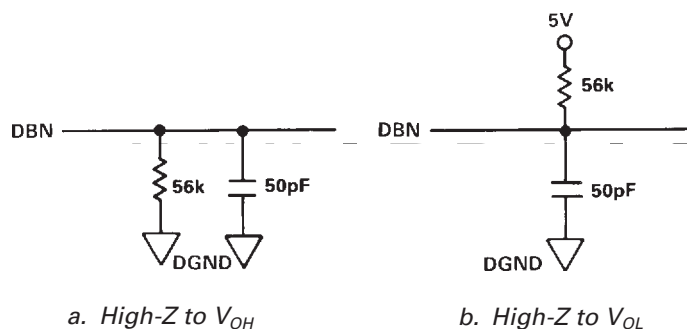 DBN
56k
50pF
DGND
a. High-Z to VOH
5V
56k
DBN
50pF
DGND
b. High-Z to VOL